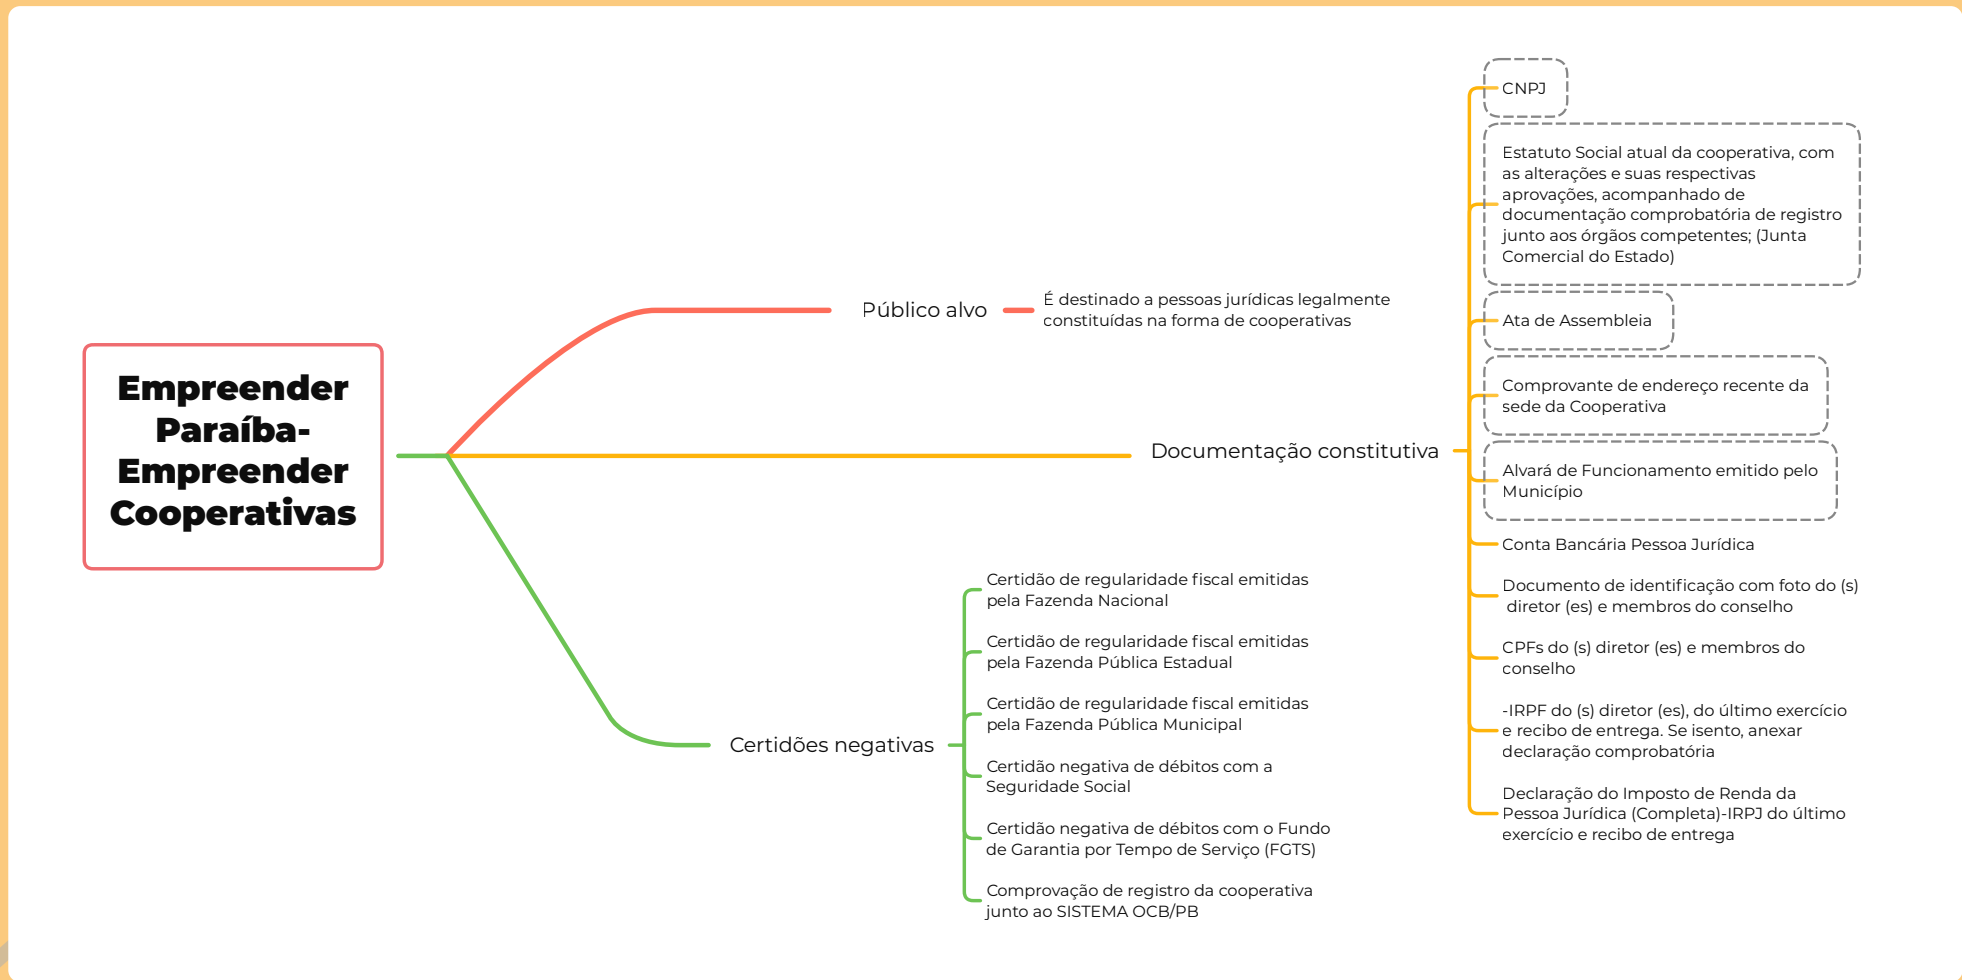 Empreender
Paraíba-
Empreender
Cooperativas
Público alvo
É destinado a pessoas jurídicas legalmente
constituídas na forma de cooperativas
Documentação constitutiva
CNPJ
Estatuto Social atual da cooperativa, com
as alterações e suas respectivas
aprovações, acompanhado de
documentação comprobatória de registro
junto aos órgãos competentes; (Junta
Comercial do Estado)
Ata de Assembleia
Comprovante de endereço recente da
sede da Cooperativa
Alvará de Funcionamento emitido pelo
Município
Conta Bancária Pessoa Jurídica
Documento de identificação com foto do (s)
diretor (es) e membros do conselho
CPFs do (s) diretor (es) e membros do
conselho
-IRPF do (s) diretor (es), do último exercício
e recibo de entrega. Se isento, anexar
declaração comprobatória
Declaração do Imposto de Renda da
Pessoa Jurídica (Completa)-IRPJ do último
exercício e recibo de entrega
Certidões negativas
Certidão de regularidade fiscal emitidas
pela Fazenda Nacional
Certidão de regularidade fiscal emitidas
pela Fazenda Pública Estadual
Certidão de regularidade fiscal emitidas
pela Fazenda Pública Municipal
Certidão negativa de débitos com a
Seguridade Social
Certidão negativa de débitos com o Fundo
de Garantia por Tempo de Serviço (FGTS)
Comprovação de registro da cooperativa
junto ao SISTEMA OCB/PB